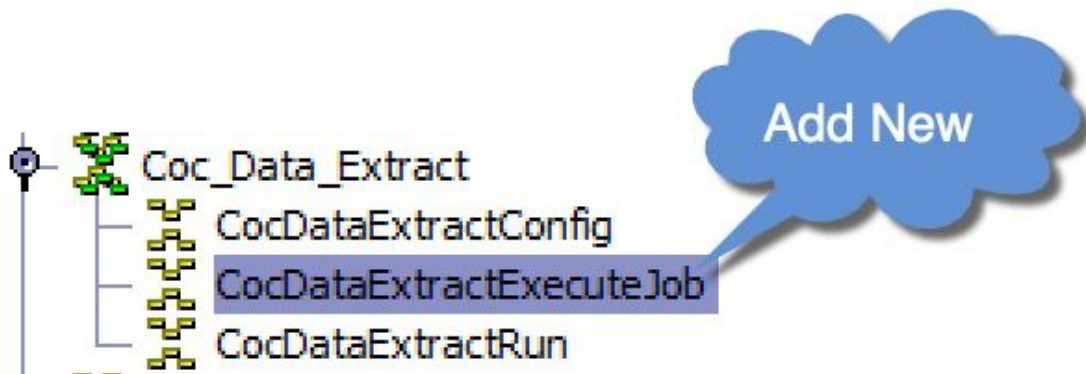 Add New
Coc_Data_Extract
CocDataExtractConfig
CocDataExtractExecuteJob
CocDataExtractRun